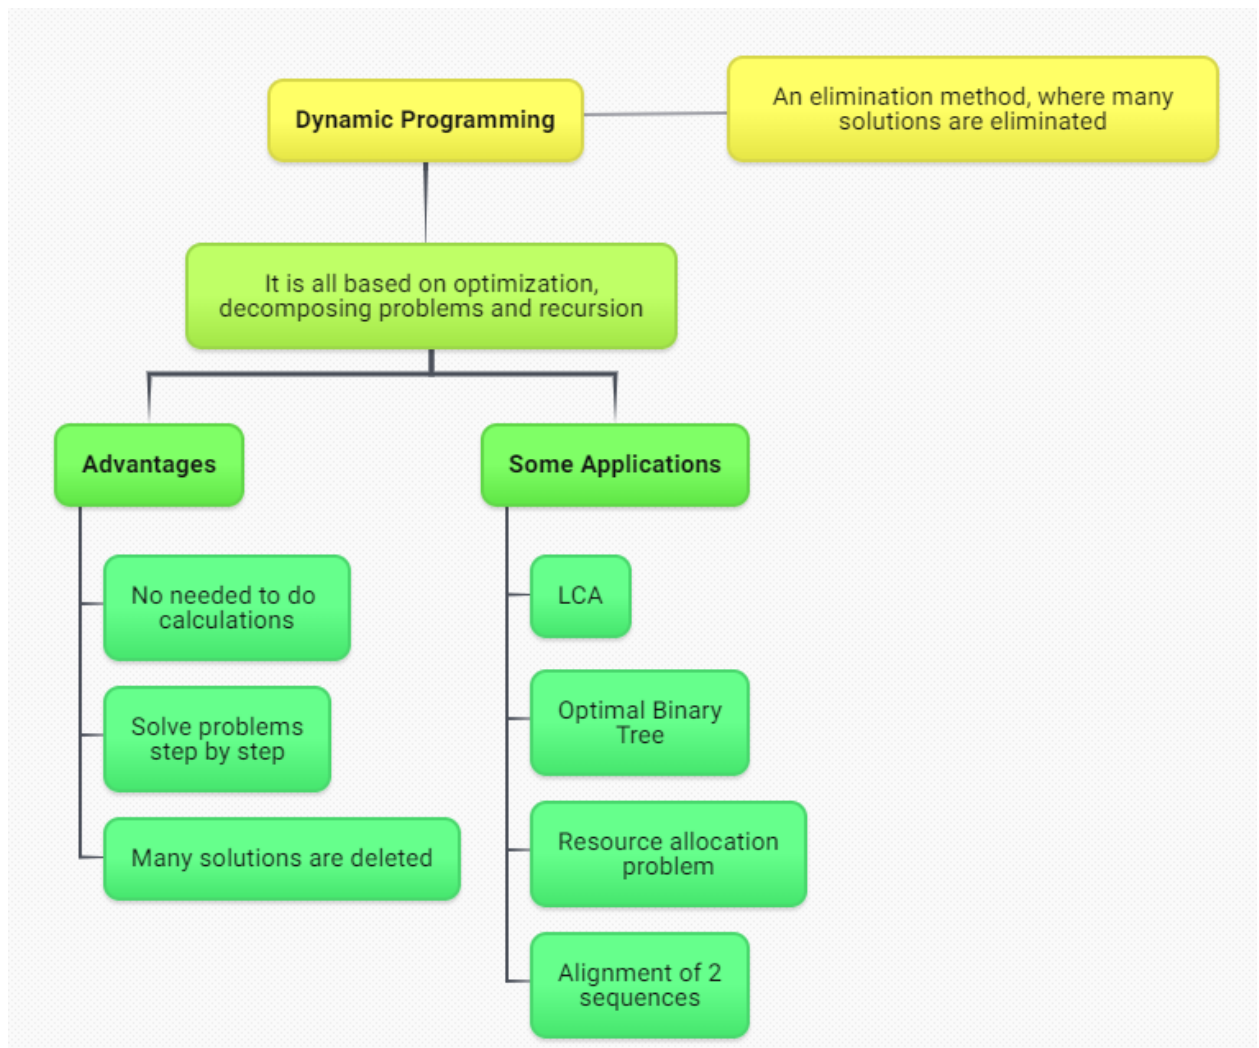 Dynamic Programming
An elimination method, where many
solutions are eliminated
It is all based on optimization,
decomposing problems and recursion
Advantages
No needed to do
calculations
Solve problems
step by step
Many solutions are deleted
Some Applications
LCA
Optimal Binary
Tree
Resource allocation
problem
Alignment of 2
sequences